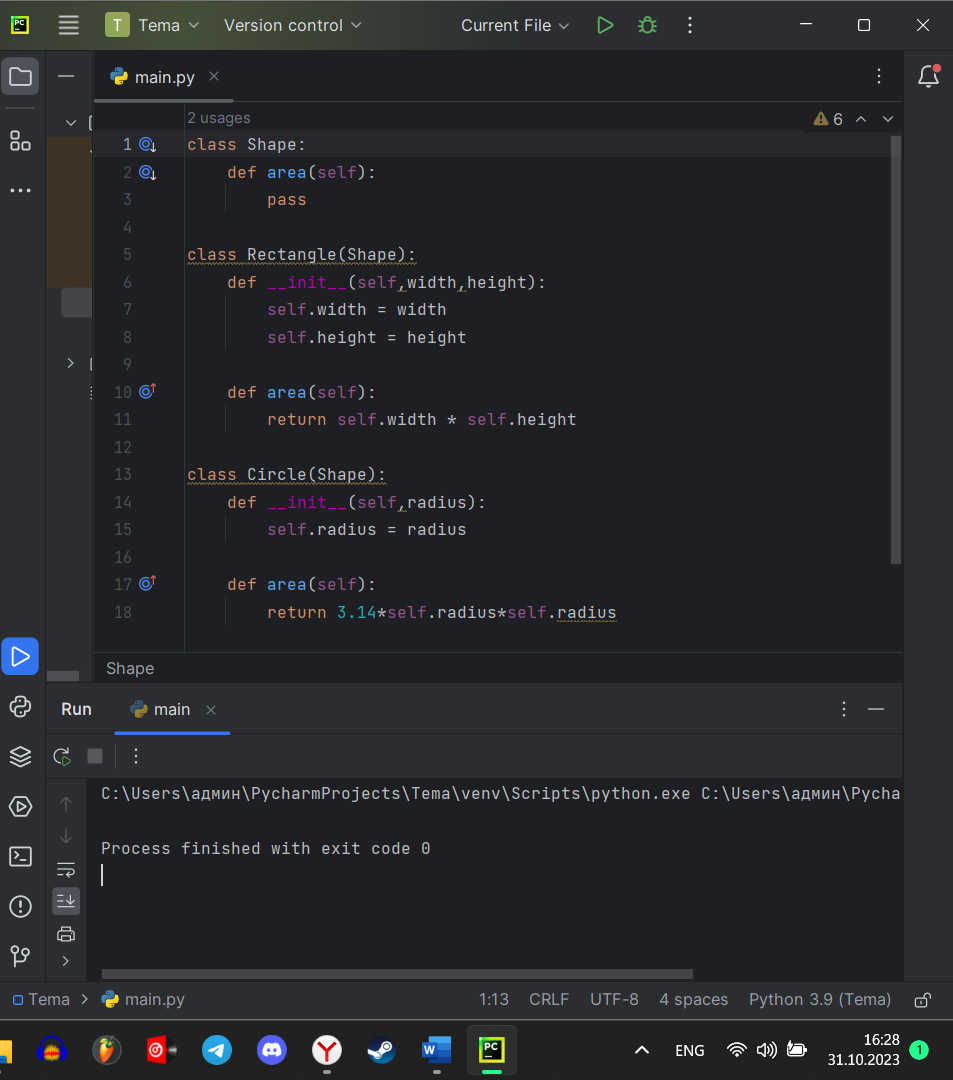 PC
T Tema Version control Current File
main.py
2 usages
6
1 class Shape:
2 def area(self):
3 pass
4
5 class Rectangle(Shape):
6 def __init__(self,width,height):
7 self.width = width
8 self.height = height
9
10 def area(self):
11 return self.width * self.height
12
13 class Circle(Shape):
14 def __init__(self,radius):
15 self.radius = radius
16
17 def area(self):
18 return 3.14*self.radius*self.radius
Shape
Run main
C:\Users\админ\PycharmProjects\Tema\venv\Scripts\python.exe C:\Users\админ\Pycha
Process finished with exit code 0
Tema > main.py 1:13 CRLF UTF-8 4 spaces Python 3.9 (Tema)
Y W PC ENG 16:28
31.10.2023 1